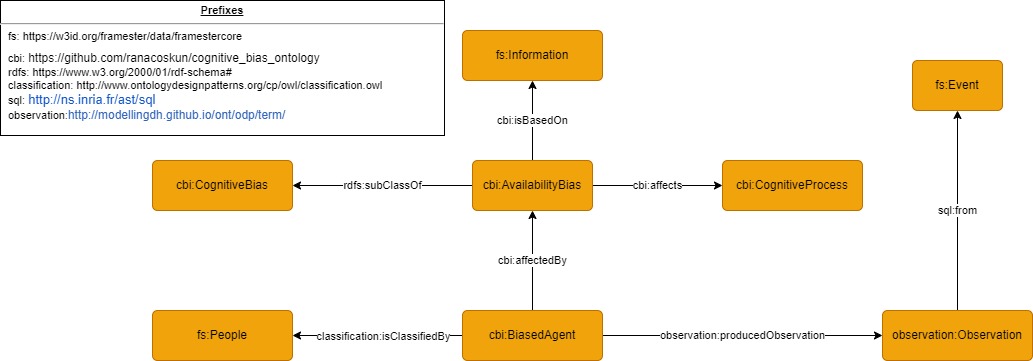 Prefixes
fs: https://w3id.org/framester/data/framestercore
cbi: https://github.com/ranacoskun/cognitive_bias_ontology
rdfs: https://www.w3.org/2000/01/rdf-schema#
classification: http://www.ontologydesignpatterns.org/cp/owl/classification.owl
sql: http://ns.inria.fr/ast/sql
observation:http://modellingdh.github.io/ont/odp/term/
fs:Information
fs:Event
cbi:isBasedOn
cbi:CognitiveBias
rdfs:subClassOf
cbi:AvailabilityBias
cbi:affects
cbi:CognitiveProcess
sql:from
cbi:affectedBy
fs:People
classification:isClassifiedBy
cbi:BiasedAgent
observation:producedObservation
observation:Observation